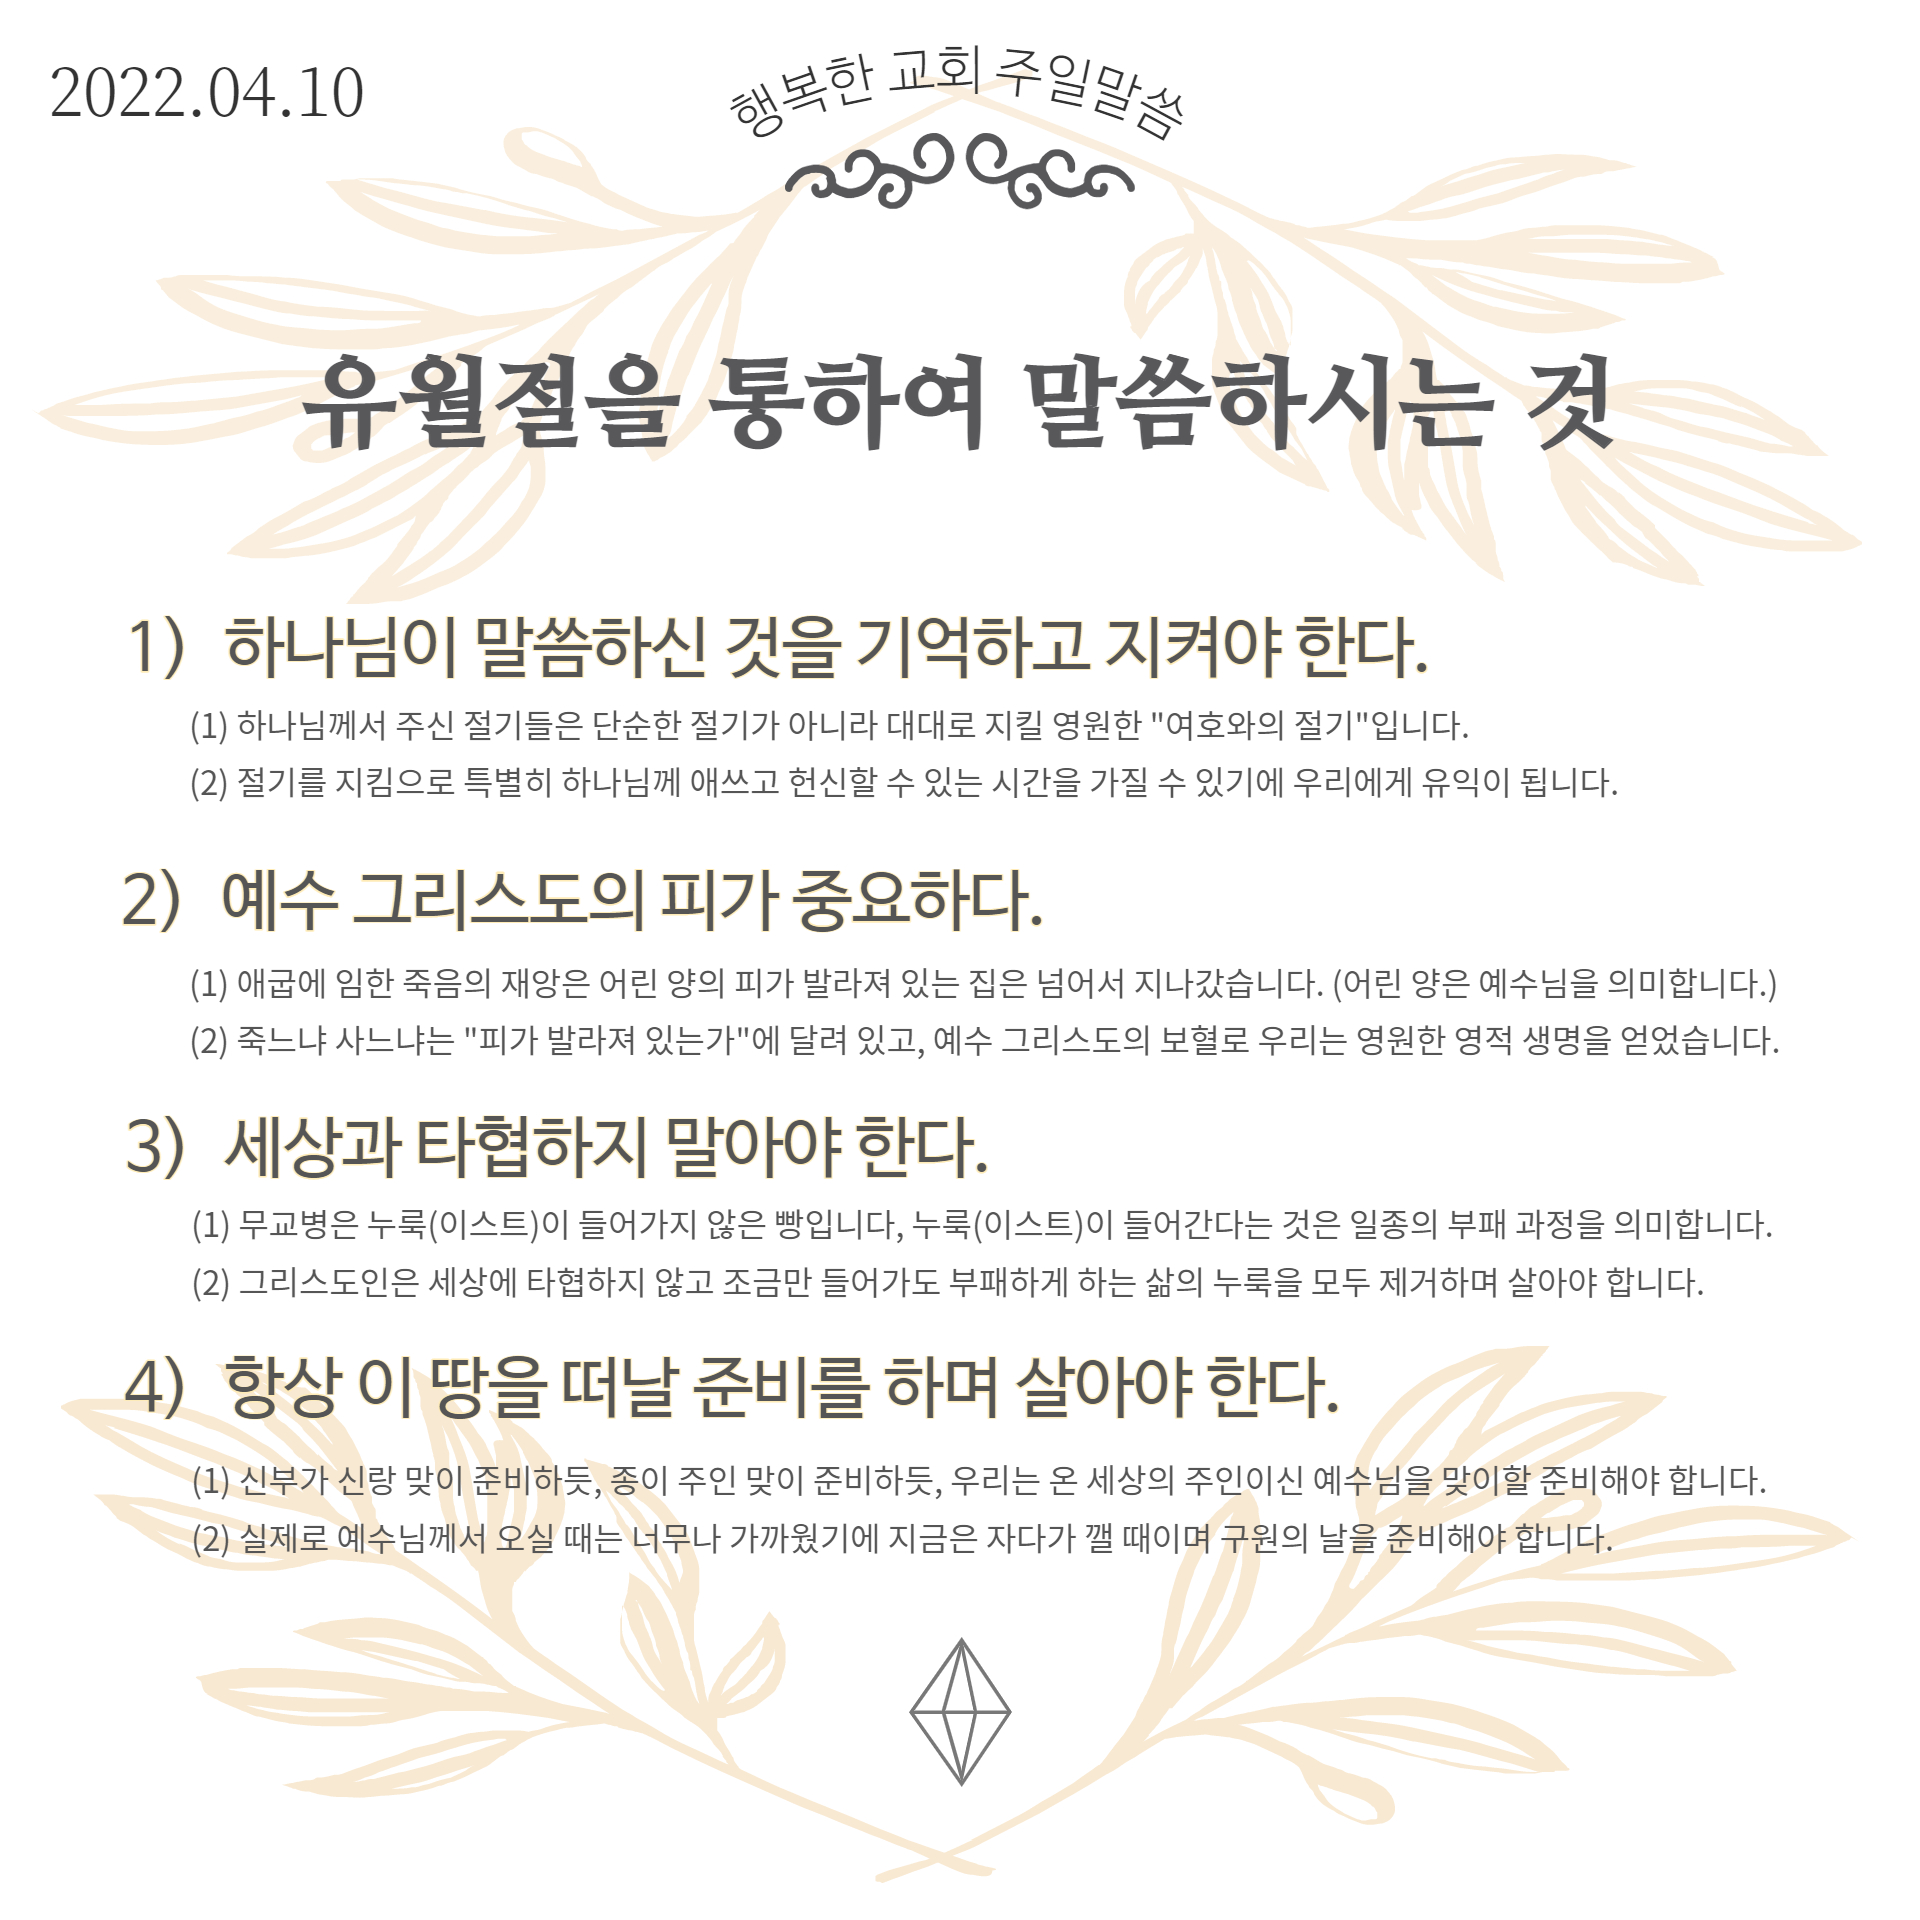 2022.04.10
행복한 교회 주일말씀
유월절을 통하여 말씀하시는 것
1) 하나님이 말씀하신 것을 기억하고 지켜야 한다.
(1) 하나님께서 주신 절기들은 단순한 절기가 아니라 대대로 지킬 영원한 "여호와의 절기"입니다.
(2) 절기를 지킴으로 특별히 하나님께 애쓰고 헌신할 수 있는 시간을 가질 수 있기에 우리에게 유익이 됩니다.
2) 예수 그리스도의 피가 중요하다.
(1) 애굽에 임한 죽음의 재앙은 어린 양의 피가 발라져 있는 집은 넘어서 지나갔습니다. (어린 양은 예수님을 의미합니다.)
(2) 죽느냐 사느냐는 "피가 발라져 있는가"에 달려 있고, 예수 그리스도의 보혈로 우리는 영원한 영적 생명을 얻었습니다.
3) 세상과 타협하지 말아야 한다.
(1) 무교병은 누룩(이스트)이 들어가지 않은 빵입니다, 누룩(이스트)이 들어간다는 것은 일종의 부패 과정을 의미합니다.
(2) 그리스도인은 세상에 타협하지 않고 조금만 들어가도 부패하게 하는 삶의 누룩을 모두 제거하며 살아야 합니다.
4) 항상 이 땅을 떠날 준비를 하며 살아야 한다.
(1) 신부가 신랑 맞이 준비하듯, 종이 주인 맞이 준비하듯, 우리는 온 세상의 주인이신 예수님을 맞이할 준비해야 합니다.
(2) 실제로 예수님께서 오실 때는 너무나 가까웠기에 지금은 자다가 깰 때이며 구원의 날을 준비해야 합니다.